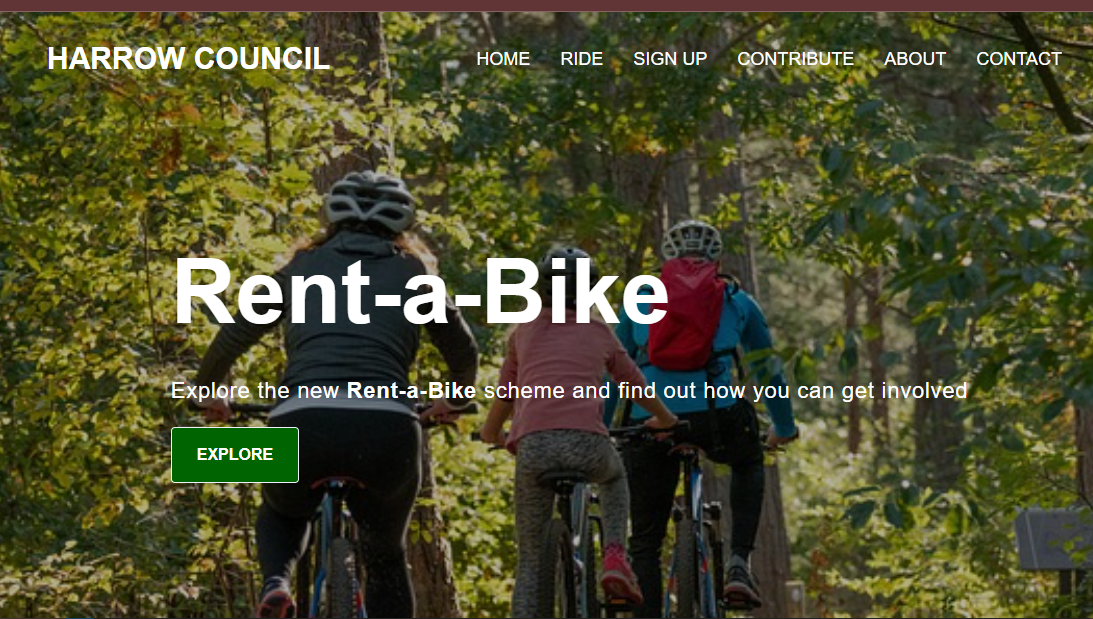 HARROW COUNCIL
HOME RIDE SIGN UP CONTRIBUTE ABOUT CONTACT
Rent-a-Bike
Explore the new Rent-a-Bike scheme and find out how you can get involved
EXPLORE